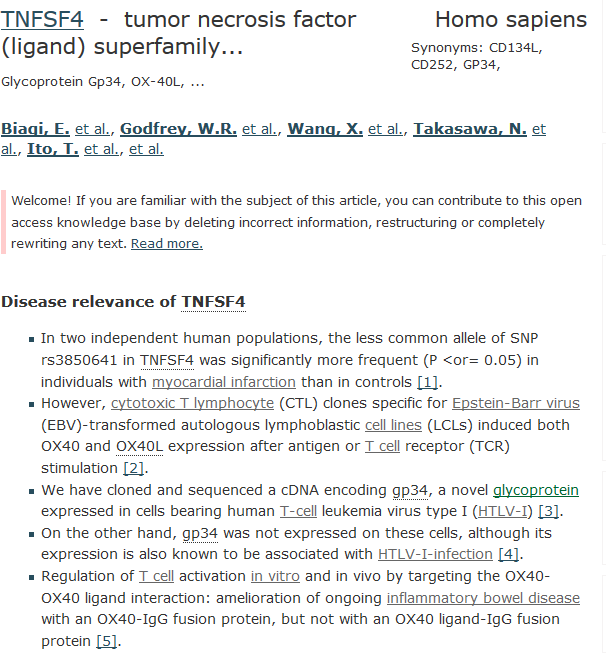 TNFSF4 - tumor necrosis factor
(ligand) superfamily...
Homo sapiens
Synonyms: CD134L,
CD252, GP34,
Glycoprotein Gp34, OX-40L, ...
Biagi, E. et al., Godfrey, W.R. et al., Wang, X. et al., Takasawa, N. et
al., Ito, T. et al., et al.
Welcome! If you are familiar with the subject of this article, you can contribute to this open
access knowledge base by deleting incorrect information, restructuring or completely
rewriting any text. Read more.
Disease relevance of TNFSF4
▪ In two independent human populations, the less common allele of SNP
rs3850641 in TNFSF4 was significantly more frequent (P <or= 0.05) in
individuals with myocardial infarction than in controls [1].
▪ However, cytotoxic T lymphocyte (CTL) clones specific for Epstein-Barr virus
(EBV)-transformed autologous lymphoblastic cell lines (LCLs) induced both
OX40 and OX40L expression after antigen or T cell receptor (TCR)
stimulation [2].
▪ We have cloned and sequenced a cDNA encoding gp34, a novel glycoprotein
expressed in cells bearing human T-cell leukemia virus type I (HTLV-I) [3].
▪ On the other hand, gp34 was not expressed on these cells, although its
expression is also known to be associated with HTLV-I-infection [4].
▪ Regulation of T cell activation in vitro and in vivo by targeting the OX40-
OX40 ligand interaction: amelioration of ongoing inflammatory bowel disease
with an OX40-IgG fusion protein, but not with an OX40 ligand-IgG fusion
protein [5].